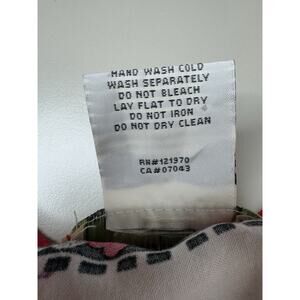 HAND WASH COLD
WASH SEPARATELY
DO NOT BLEACH
LAY FLAT TO DRY
DO NOT IRON
DO NOT DRY CLEAN
RN#121970
CA#07043